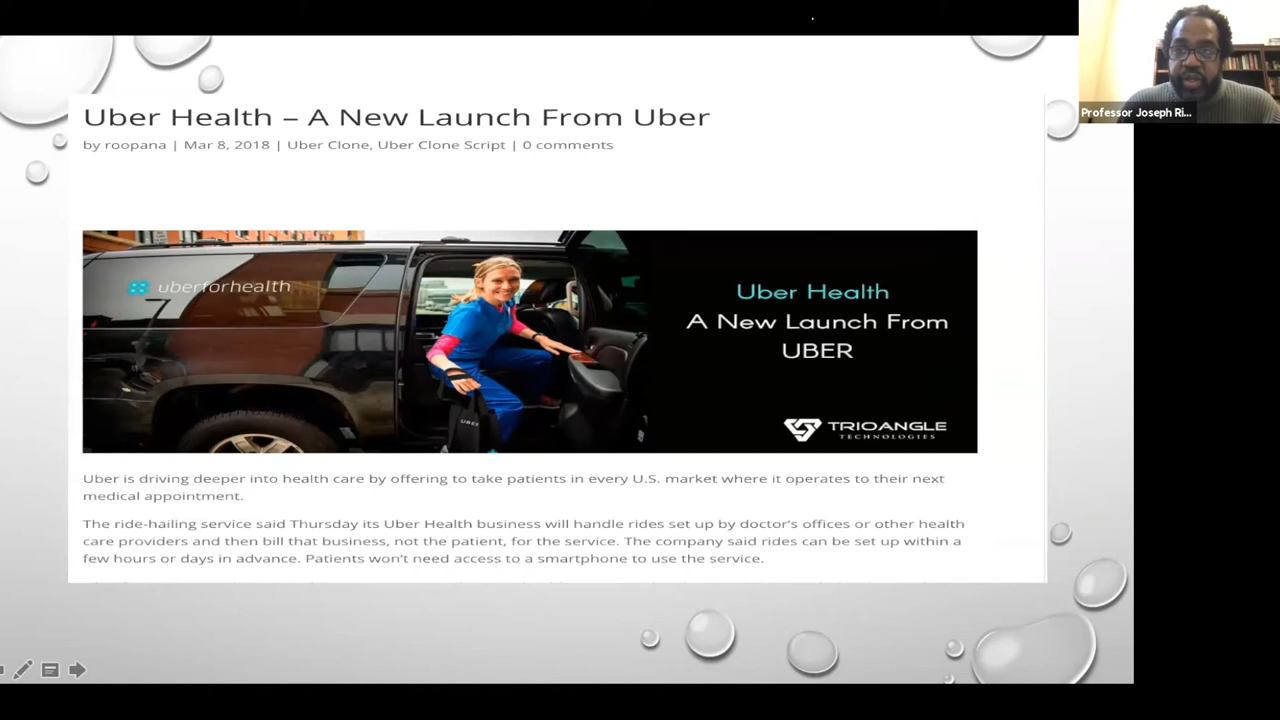 Uber Health – A New Launch From Uber
by roopana | Mar 8, 2018 | Uber Clone, Uber Clone Script | 0 comments
uberforhealth
UBER
Uber Health
A New Launch From
UBER
TRIOANGLE
TECHNOLOGIES
Uber is driving deeper into health care by offering to take patients in every U.S. market where it operates to their next
medical appointment.
The ride-hailing service said Thursday its Uber Health business will handle rides set up by doctor's offices or other health
care providers and then bill that business, not the patient, for the service. The company said rides can be set up within a
few hours or days in advance. Patients won't need access to a smartphone to use the service.
Professor Joseph Ri...